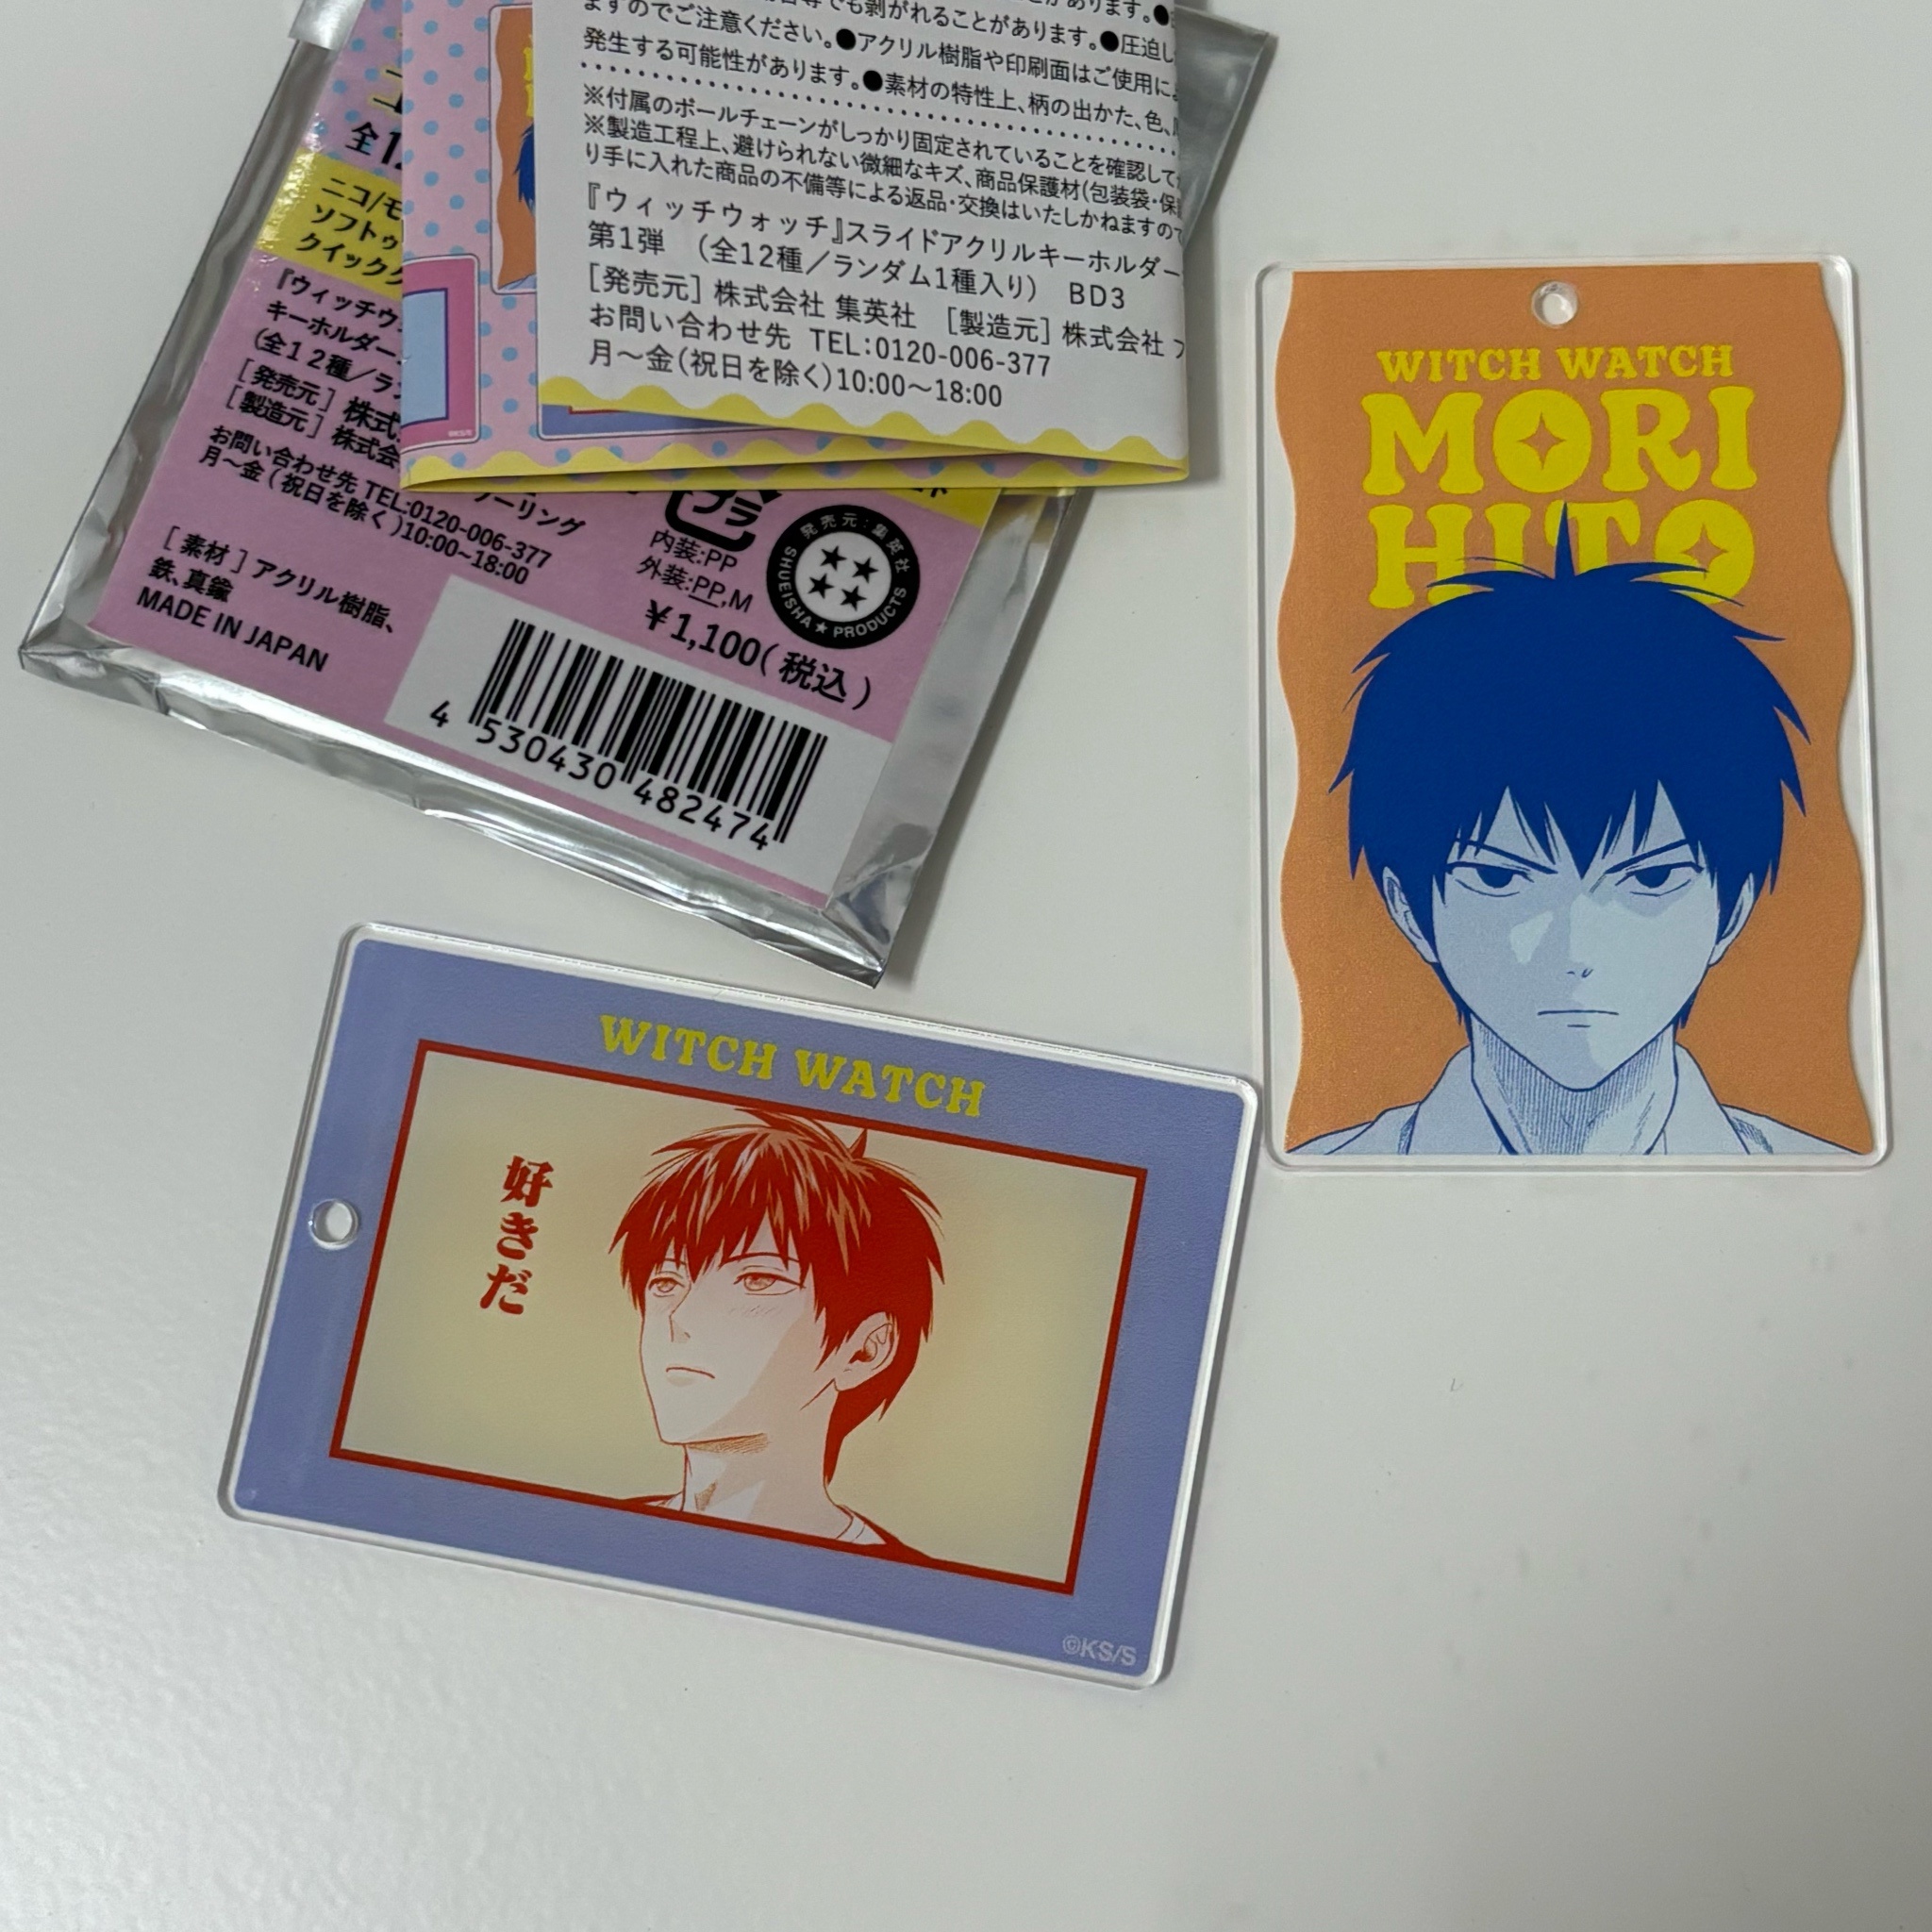 ますのでご注意ください。●アクリル樹脂や印刷面はご使用に
発生する可能性があります。●素材の特性上、柄の出かた、色、
※付属のボールチェーンがしっかり固定されていることを確認して
※製造工程上、避けられない微細なキズ、商品保護材(包装袋・保
り手に入れた商品の不備等による返品・交換はいたしかねますので
『ウィッチウォッチ』スライドアクリルキーホルダー
第1弾 (全12種/ランダム1種入り) BD3
[発売元] 株式会社 集英社 [製造元] 株式会社
お問い合わせ先 TEL:0120-006-377
月〜金(祝日を除く)10:00〜18:00
全1
ニコ/モ
ソフトゥ
クイック
『ウィッチウ
キーホルダー
(全12種/ラン
[発売元] 株式
[製造元] 株式会
ーリング
お問い合わせ先 TEL:0120-006-377
月〜金(祝日を除く)10:00~18:00
[素材] アクリル樹脂、
鉄、真鍮
MADE IN JAPAN
プラ
内装:PP
外装:PP,M
¥1,100(税込)
発売元:集英社
SHUEISHA★PRODUCTS
4 530430 482474
WITCH WATCH
MORI
HITO
WITCH WATCH
好きだ
©KS/S